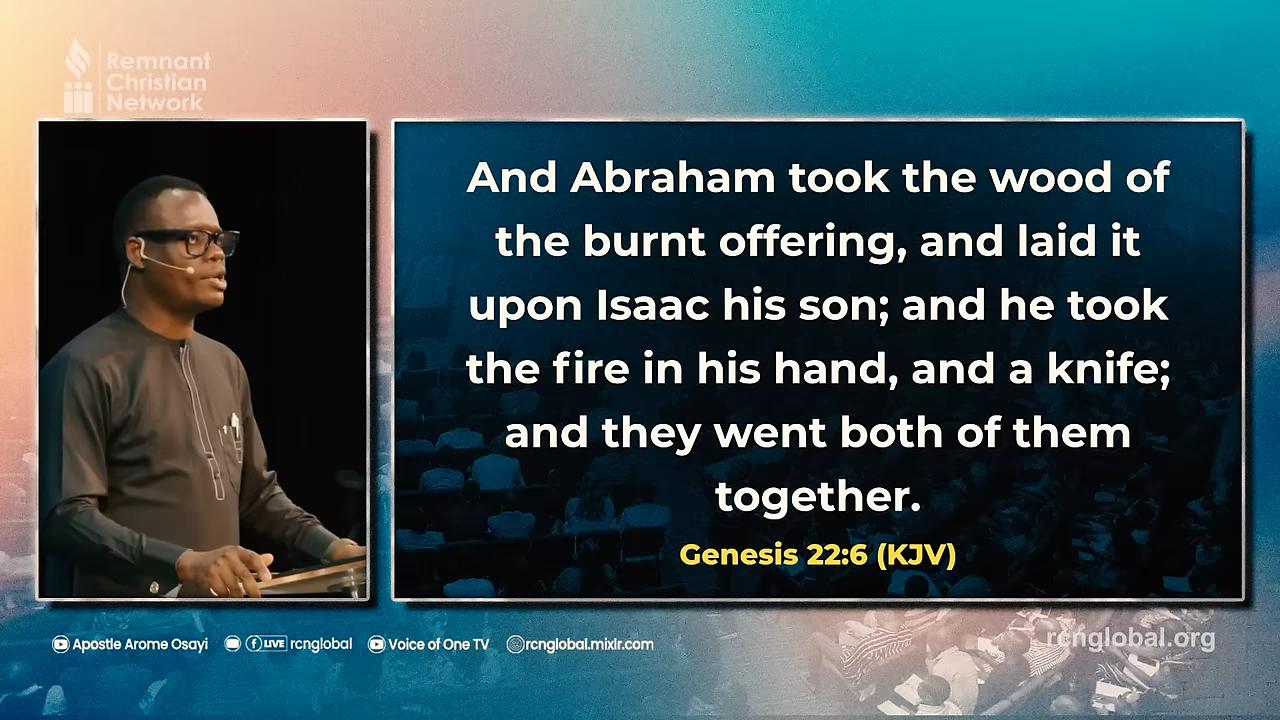 Remnant
Christian
Network
And Abraham took the wood of
the burnt offering, and laid it
upon Isaac his son; and he took
the fire in his hand, and a knife;
and they went both of them
together.
Genesis 22:6 (KJV)
Apostle Arome Osayi LIVE rcnglobal Voice of One TV rcnglobal.mixlr.com
rcnglobal.org